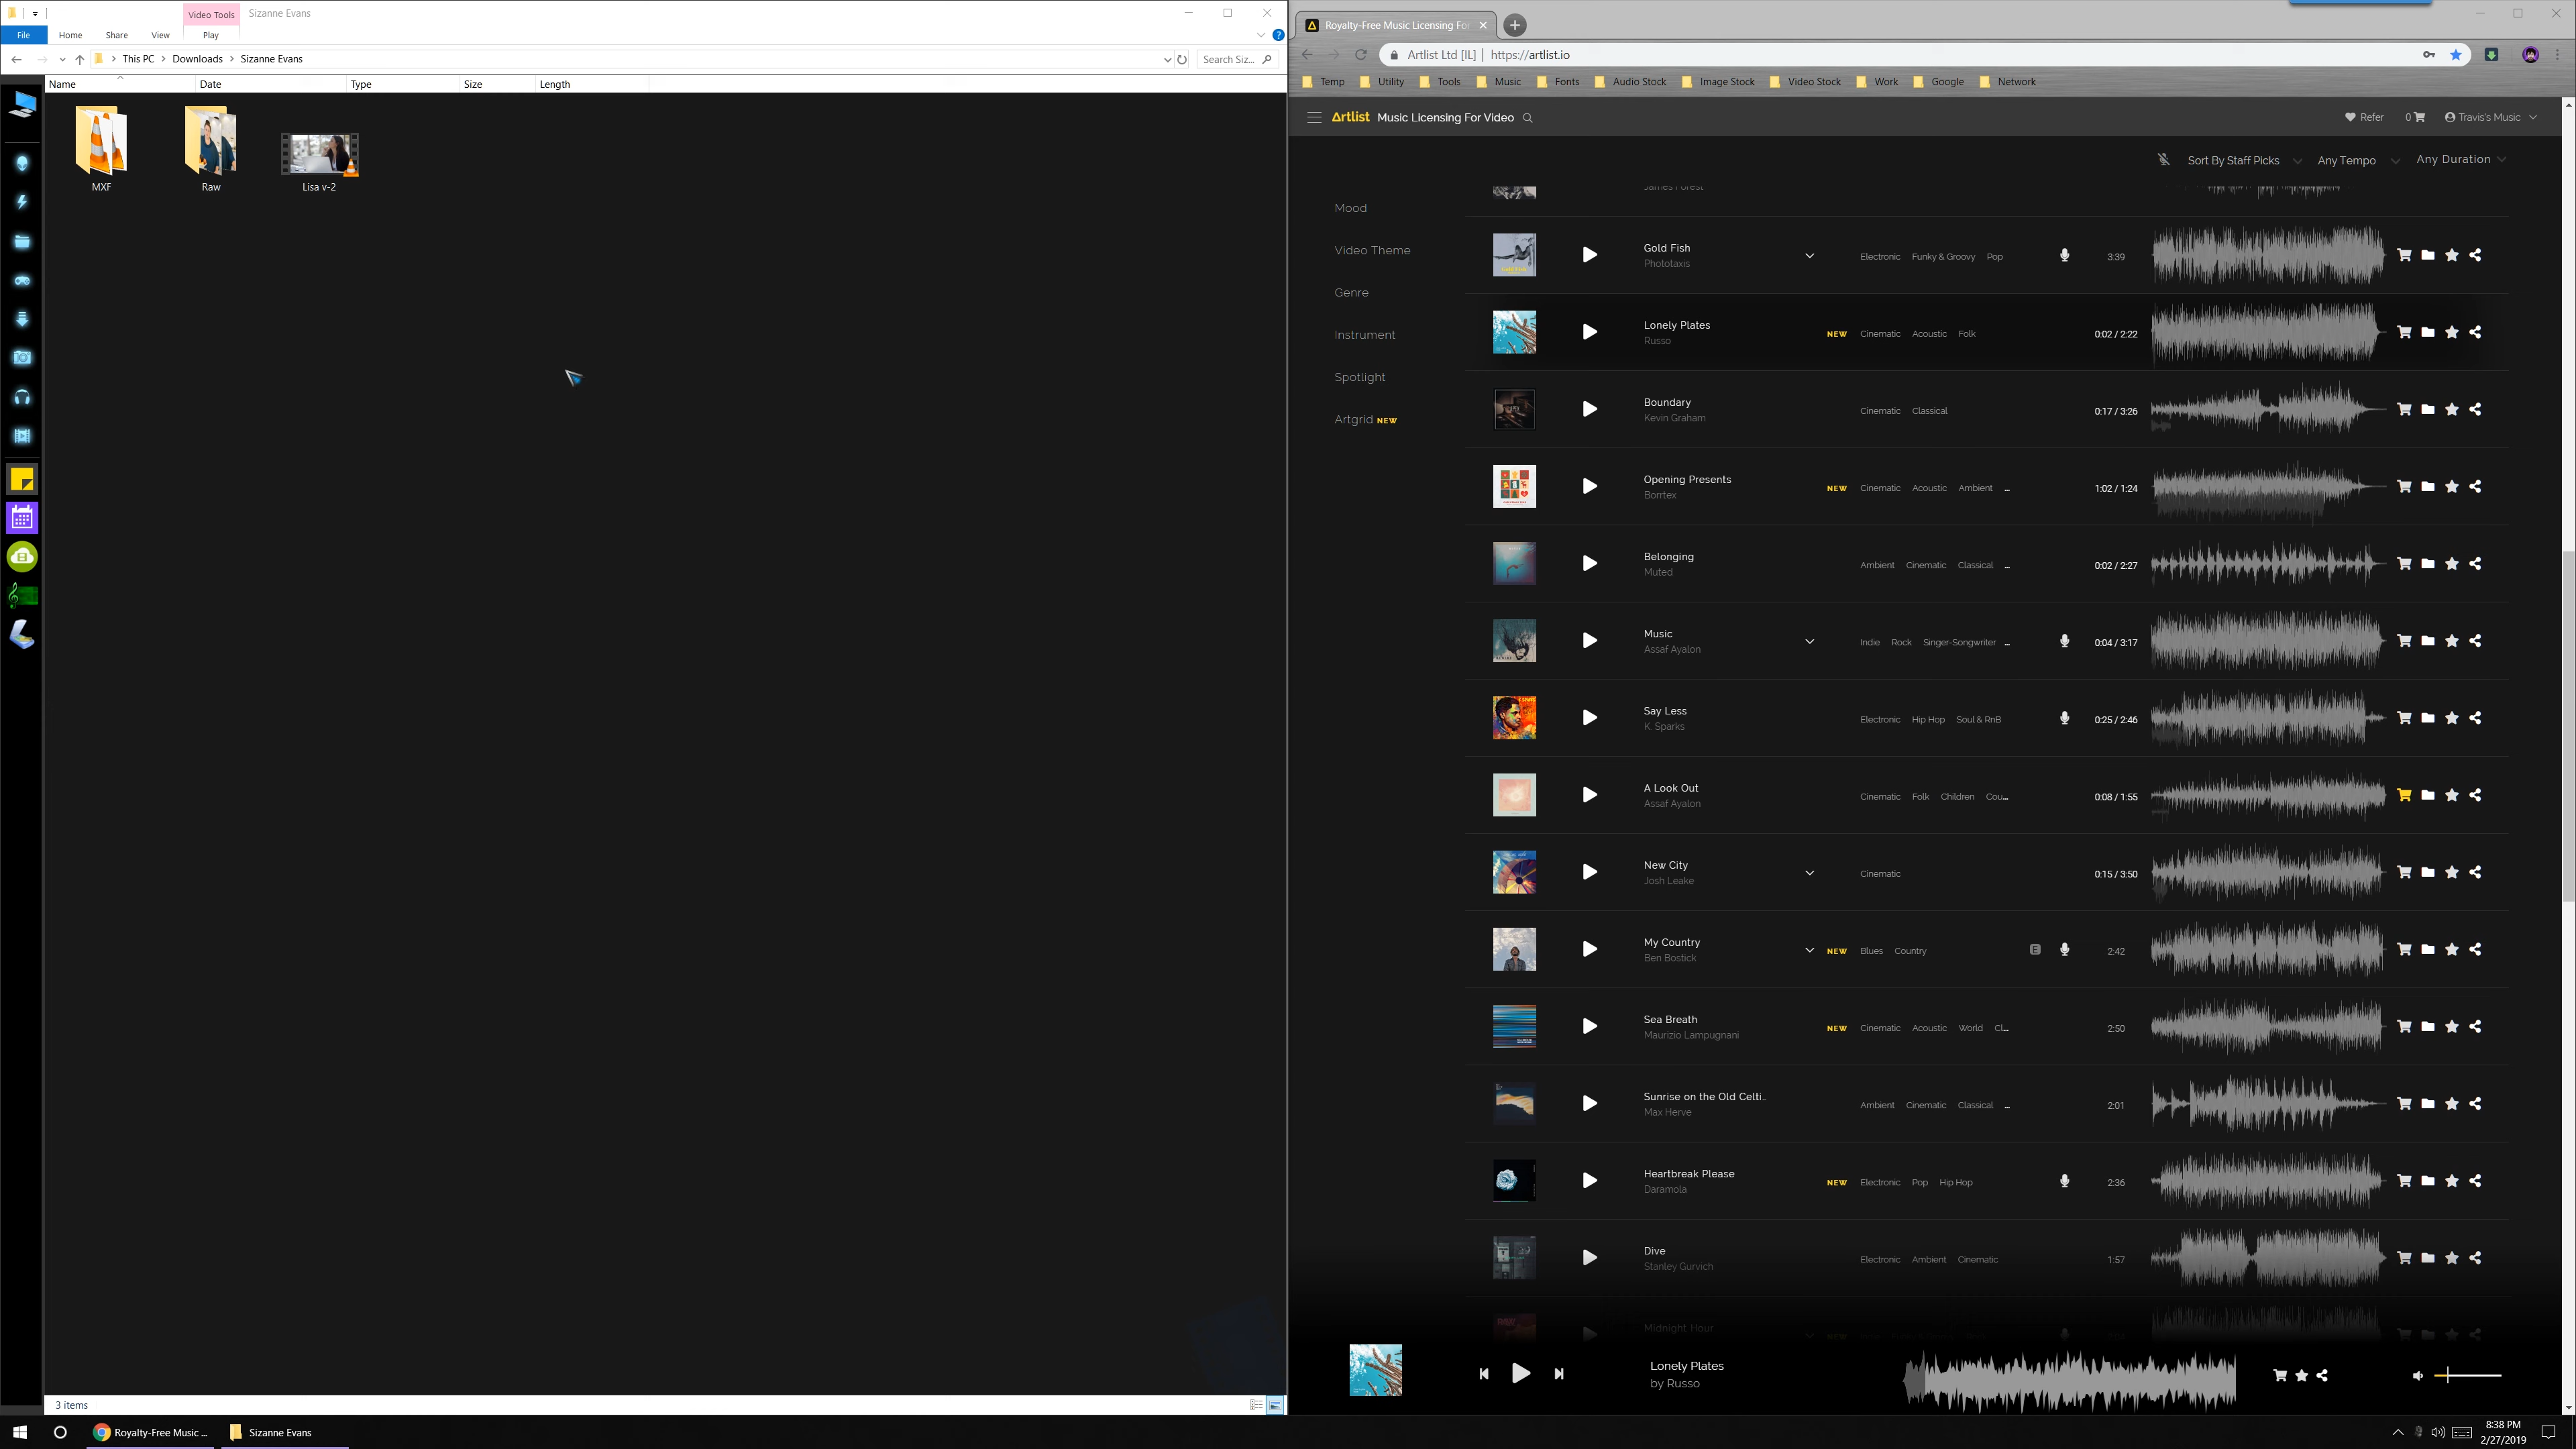 Video Tools
Sizanne Evans
File
Home
Share
View
Play
This PC
Downloads
Sizanne Evans
Search Siz...
Name
Date
Type
Size
Length
MXF
Raw
Lisa v-2
3 items
Royalty-Free Music Licensing Fo
Artlist Ltd [IL] | https://artlist.io
Temp
Utility
Tools
Music
Fonts
Audio Stock
Image Stock
Video Stock
Work
Google
Network
Artlist
Music Licensing For Video
Refer
0
Travis's Music
Sort By Staff Picks
Any Tempo
Any Duration
Mood
Video Theme
Genre
Instrument
Spotlight
Artgrid NEW
James Forest
Gold Fish
Phototaxis
Electronic Funky & Groovy Pop
3:39
Lonely Plates
Russo
NEW Cinematic Acoustic Folk
0:02 / 2:22
Boundary
Kevin Graham
Cinematic Classical
0:17 / 3:26
Opening Presents
Borrtex
NEW Cinematic Acoustic Ambient ...
1:02 / 1:24
Belonging
Muted
Ambient Cinematic Classical ...
0:02 / 2:27
Music
Assaf Ayalon
Indie Rock Singer-Songwriter ...
0:04 / 3:17
Say Less
K. Sparks
Electronic Hip Hop Soul & RnB
0:25 / 2:46
A Look Out
Assaf Ayalon
Cinematic Folk Children Cou...
0:08 / 1:55
New City
Josh Leake
Cinematic
0:15 / 3:50
My Country
Ben Bostick
NEW Blues Country
E
2:42
Sea Breath
Maurizio Lampugnani
NEW Cinematic Acoustic World Cl...
2:50
Sunrise on the Old Celti..
Max Herve
Ambient Cinematic Classical ...
2:01
Heartbreak Please
Daramola
NEW Electronic Pop Hip Hop
2:36
Dive
Stanley Gurvich
Electronic Ambient Cinematic
1:57
Midnight Hour
Lonely Plates
by Russo
Royalty-Free Music ...
Sizanne Evans
8:38 PM
2/27/2019